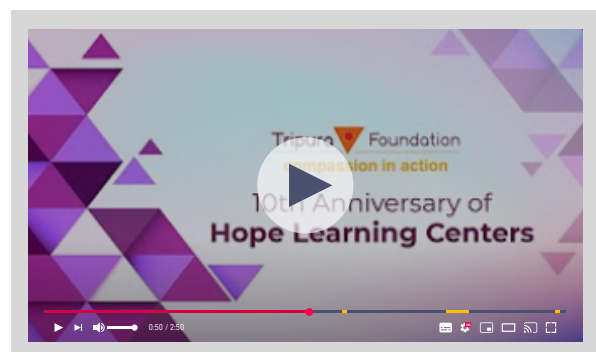 Tripura Foundation
compassion in action
10th Anniversary of
Hope Learning Centers
0:50 / 2:50